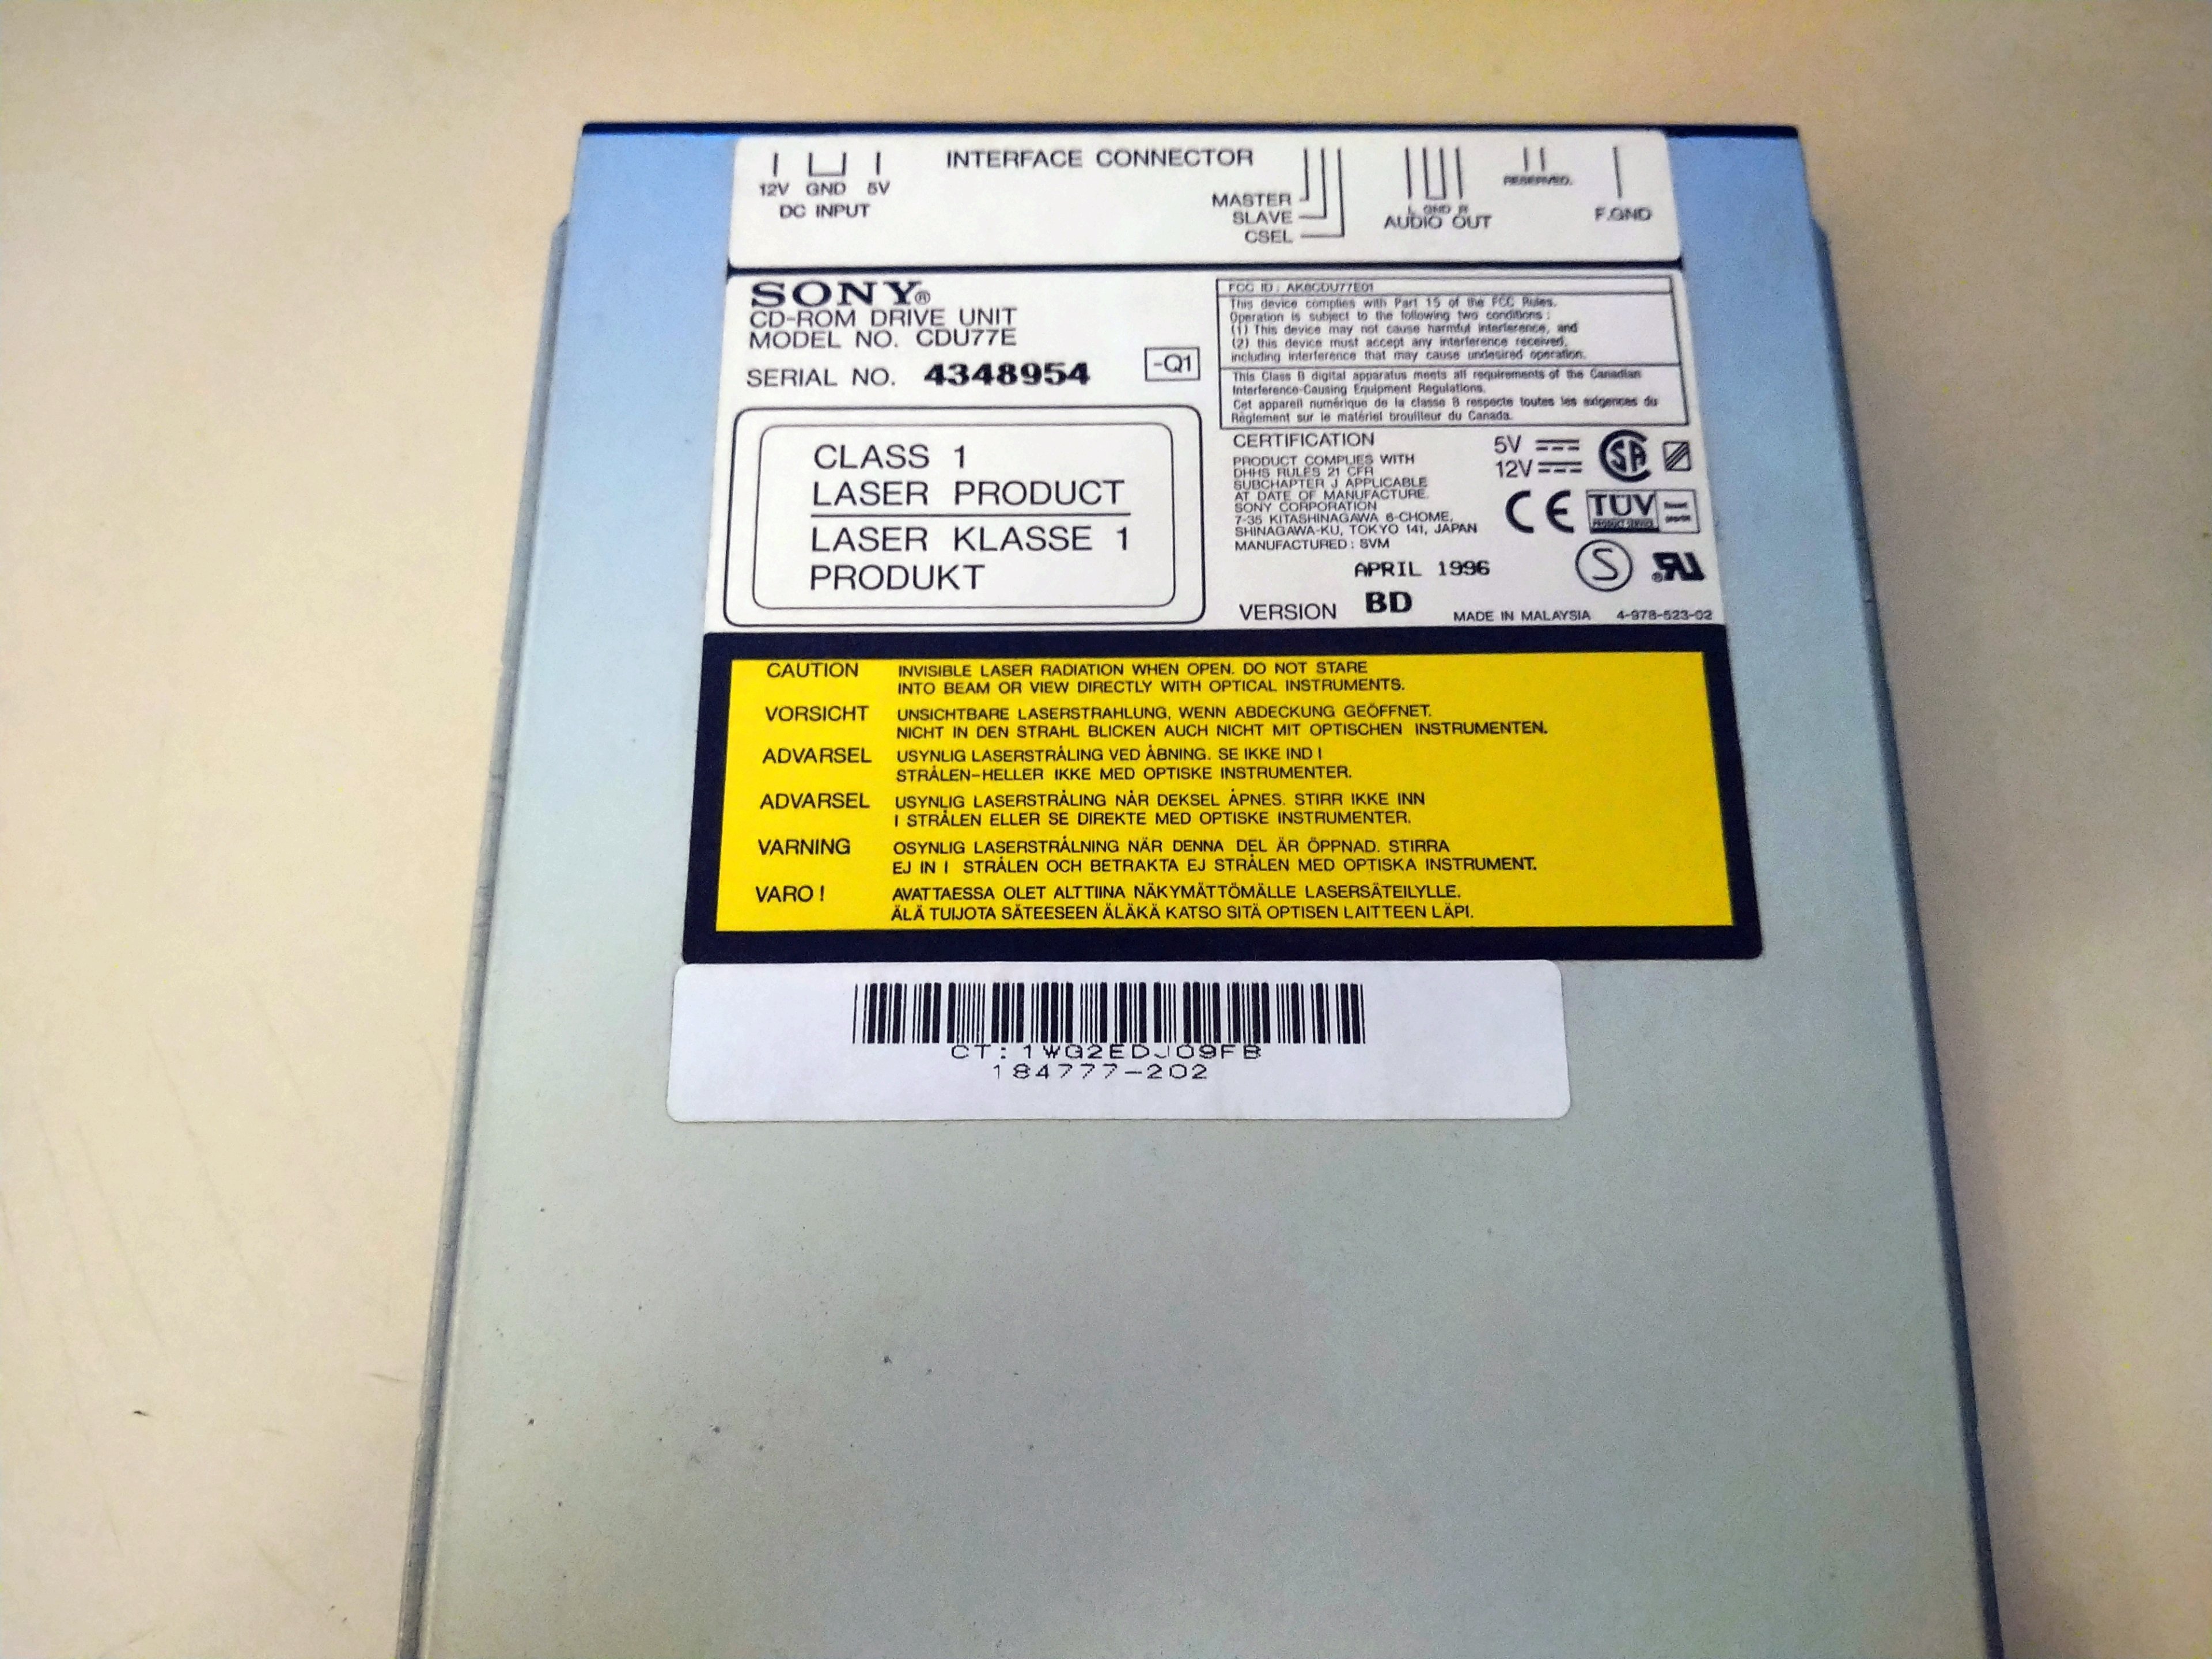 INTERFACE CONNECTOR
12V GND 5V
DC INPUT
MASTER
SLAVE
CSEL
L GND R
AUDIO OUT
RESERVED.
F.GND
SONY®
CD-ROM DRIVE UNIT
MODEL NO. CDU77E
SERIAL NO. 4348954
-Q1
CLASS 1
LASER PRODUCT
LASER KLASSE 1
PRODUKT
FCC ID : AK8CDU77E01
This device complies with Part 15 of the FCC Rules.
Operation is subject to the following two conditions :
(1) This device may not cause harmful interference, and
(2) this device must accept any interference received,
including interference that may cause undesired operation.
This Class B digital apparatus meets all requirements of the Canadian
Interference-Causing Equipment Regulations.
Cet appareil numérique de la classe B respecte toutes les exigences du
Règlement sur le matériel brouilleur du Canada.
CERTIFICATION
PRODUCT COMPLIES WITH
DHHS RULES 21 CFR
SUBCHAPTER J APPLICABLE
AT DATE OF MANUFACTURE.
SONY CORPORATION
7-35 KITASHINAGAWA 6-CHOME,
SHINAGAWA-KU, TOKYO 141, JAPAN
MANUFACTURED : SVM
APRIL 1996
VERSION BD
5V
12V
SA
CE
TÜV
PRODUCT SERVICE
S
RU®
MADE IN MALAYSIA 4-978-523-02
CAUTION INVISIBLE LASER RADIATION WHEN OPEN. DO NOT STARE
INTO BEAM OR VIEW DIRECTLY WITH OPTICAL INSTRUMENTS.
VORSICHT UNSICHTBARE LASERSTRAHLUNG, WENN ABDECKUNG GEÖFFNET.
NICHT IN DEN STRAHL BLICKEN AUCH NICHT MIT OPTISCHEN INSTRUMENTEN.
ADVARSEL USYNLIG LASERSTRÅLING VED ÅBNING. SE IKKE IND I
STRÅLEN-HELLER IKKE MED OPTISKE INSTRUMENTER.
ADVARSEL USYNLIG LASERSTRÅLING NÅR DEKSEL ÅPNES. STIRR IKKE INN
I STRÅLEN ELLER SE DIREKTE MED OPTISKE INSTRUMENTER.
VARNING OSYNLIG LASERSTRÅLNING NÄR DENNA DEL ÄR ÖPPNAD. STIRRA
EJ IN I STRÅLEN OCH BETRAKTA EJ STRÅLEN MED OPTISKA INSTRUMENT.
VARO ! AVATTAESSA OLET ALTTIINA NÄKYMÄTTÖMÄLLE LASERSÄTEILYLLE.
ÄLÄ TUIJOTA SÄTEESEEN ÄLÄKÄ KATSO SITÄ OPTISEN LAITTEEN LÄPI.
CT: 1WG2EDJ09FB
184777-202